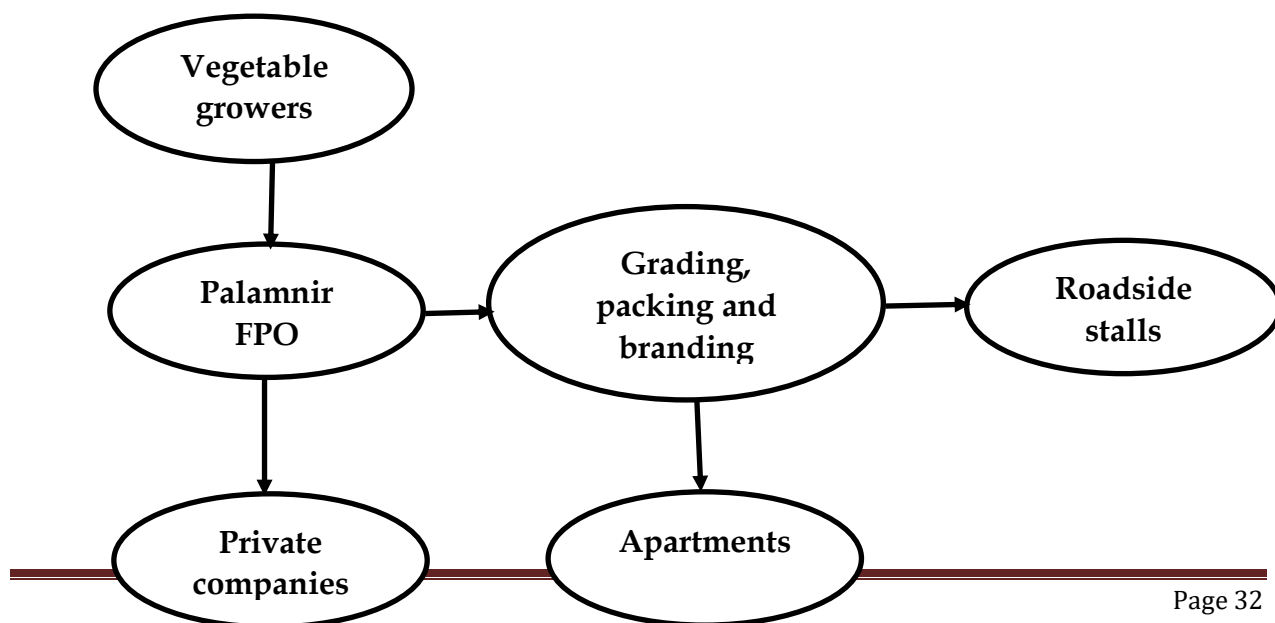 Vegetable
growers
Palamnir
FPO
Grading,
packing and
branding
Roadside
stalls
Private
companies
Apartments
Page 32